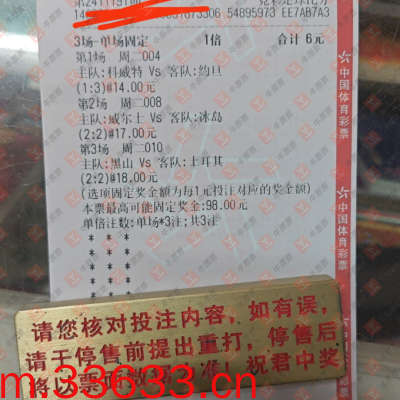 3场-单场固定 1倍 合计 6元
第1场 周二008
主队:科威特 Vs 客队:约旦
(1:3)@14.00元
第2场 周二004
主队:威尔士 Vs 客队:冰岛
(2:2)@17.00元
第3场 周二010
主队:黑山 Vs 客队:土耳其
(2:2)@18.00元
(选项固定奖金额为每1元投注对应的奖金额)
本票最高可能固定奖金:98.00元
单倍注数:单场*3注;共3注
中国体育彩票
中国体育彩票
请您核对投注内容,如有误,
请于停售前提出重打,停售后
准!祝君中奖
m.33633.cn